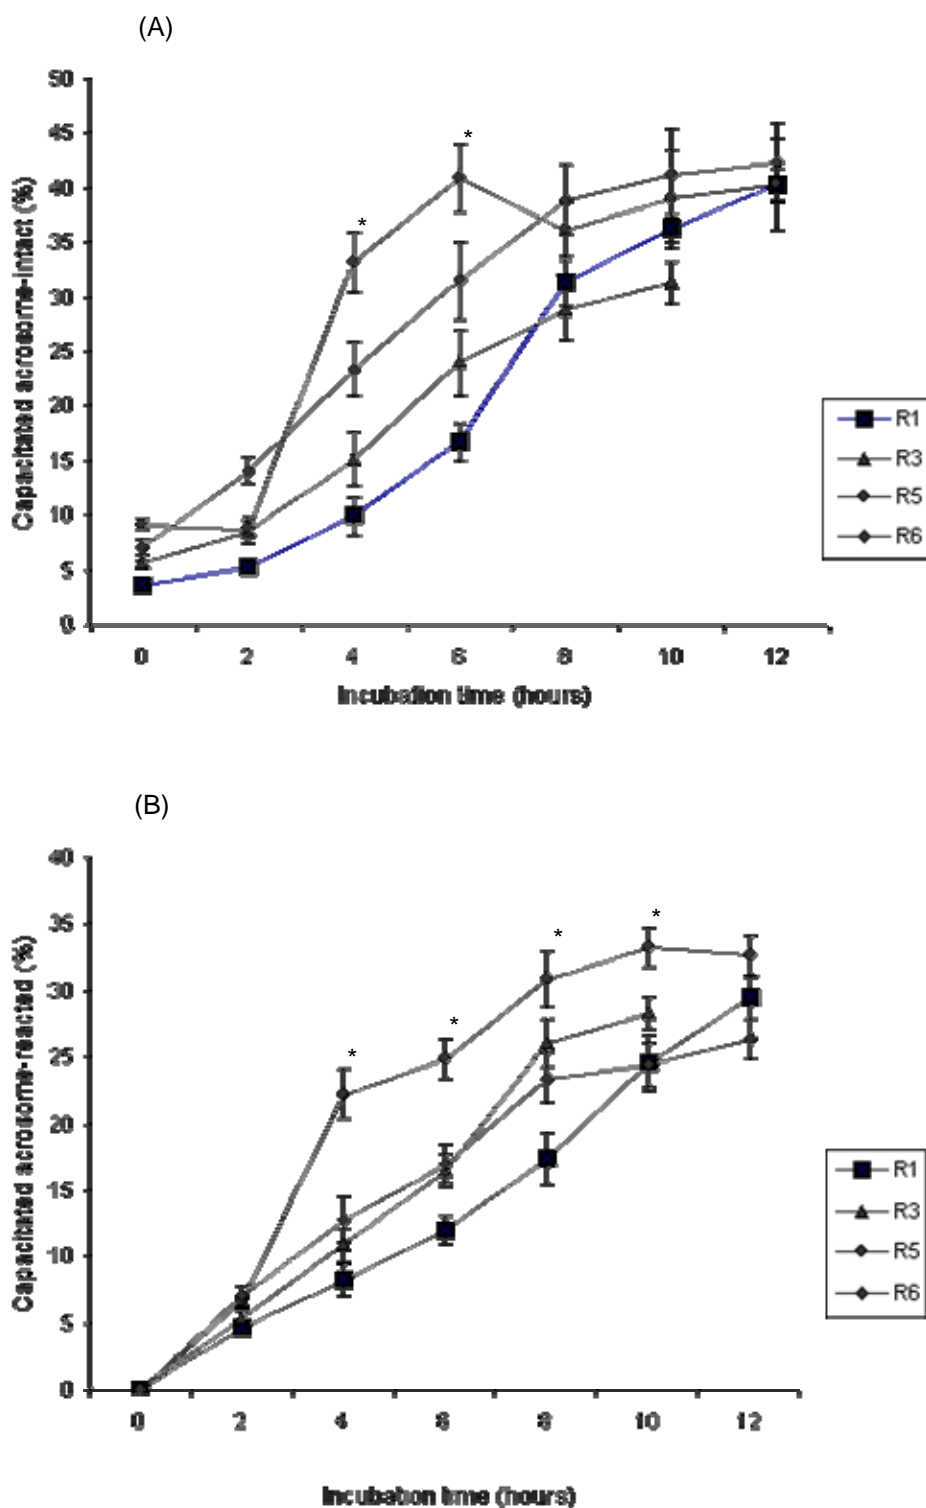 (A)
*
*
Capacitated acrosome-intact (%)
50
45
40
35
30
25
20
15
10
5
0
0 2 4 6 8 10 12
Incubation time (hours)
R1
R3
R5
R6
(B)
*
*
*
*
Capacitated acrosome-reacted (%)
40
35
30
25
20
15
10
5
0
0 2 4 6 8 10 12
Incubation time (hours)
R1
R3
R5
R6